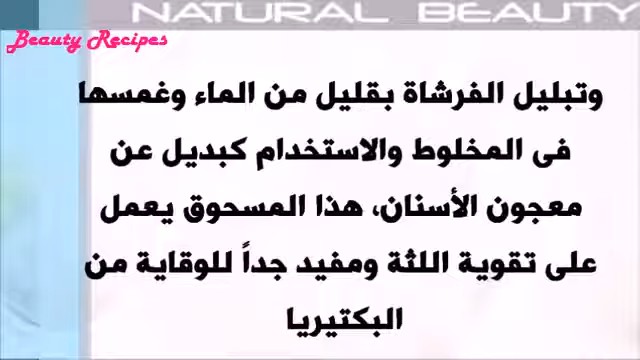 NATURAL BEAUTY
Beauty Recipes
وتبليل الفرشاة بقليل من الماء وغمسها
فى المخلوط والاستخدام كبديل عن
معجون الأسنان، هذا المسحوق يعمل
على تقوية اللثة ومفيد جداً للوقاية من
البكتيريا